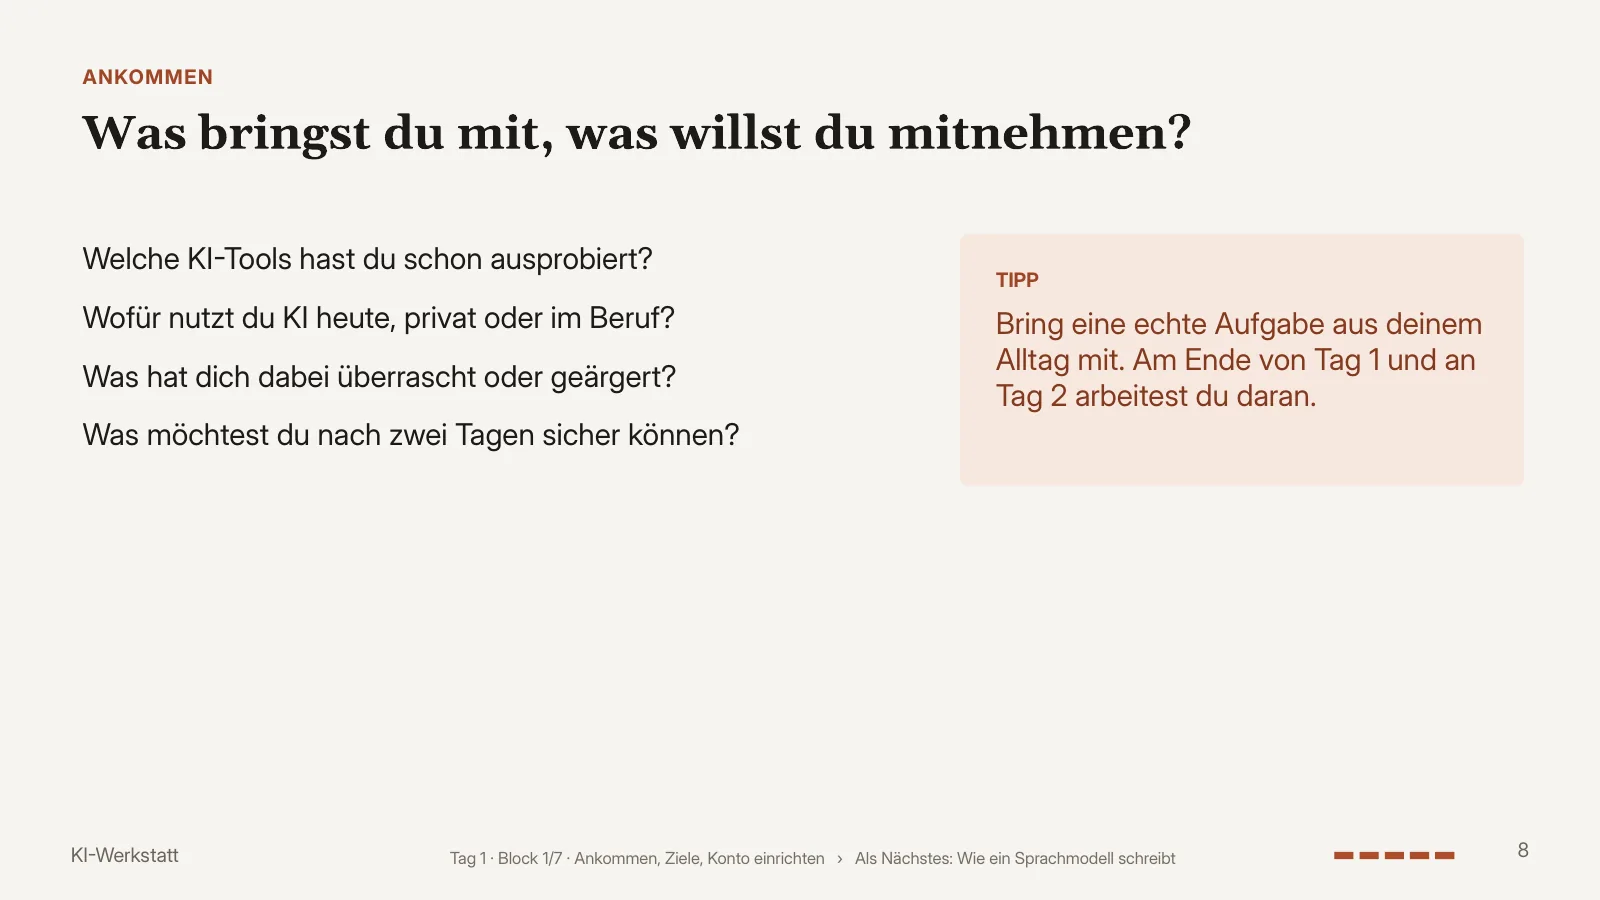 ANKOMMEN
Was bringst du mit, was willst du mitnehmen?
Welche KI-Tools hast du schon ausprobiert?
Wofür nutzt du KI heute, privat oder im Beruf?
Was hat dich dabei überrascht oder geärgert?
Was möchtest du nach zwei Tagen sicher können?
TIPP
Bring eine echte Aufgabe aus deinem
Alltag mit. Am Ende von Tag 1 und an
Tag 2 arbeitest du daran.
KI-Werkstatt
Tag 1 · Block 1/7 · Ankommen, Ziele, Konto einrichten › Als Nächstes: Wie ein Sprachmodell schreibt
8